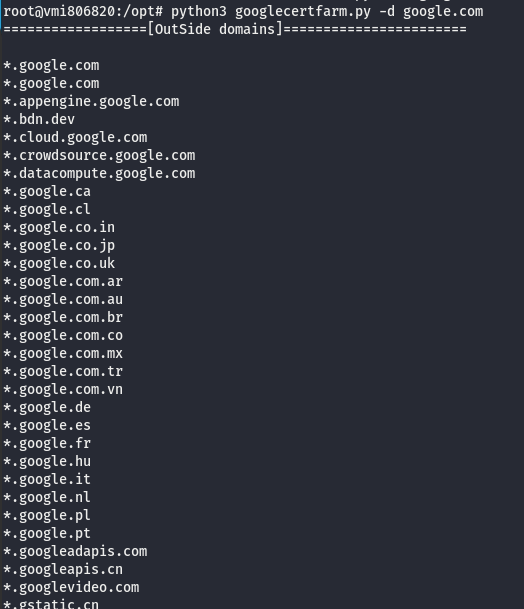 root@vmi806820:/opt# python3 googlecertfarm.py -d google.com
===================[OutSide domains]=======================
*.google.com
*.google.com
*.appengine.google.com
*.bdn.dev
*.cloud.google.com
*.crowdsource.google.com
*.datacompute.google.com
*.google.ca
*.google.cl
*.google.co.in
*.google.co.jp
*.google.co.uk
*.google.com.ar
*.google.com.au
*.google.com.br
*.google.com.co
*.google.com.mx
*.google.com.tr
*.google.com.vn
*.google.de
*.google.es
*.google.fr
*.google.hu
*.google.it
*.google.nl
*.google.pl
*.google.pt
*.googleadapis.com
*.googleapis.cn
*.googlevideo.com
*.gstatic.cn